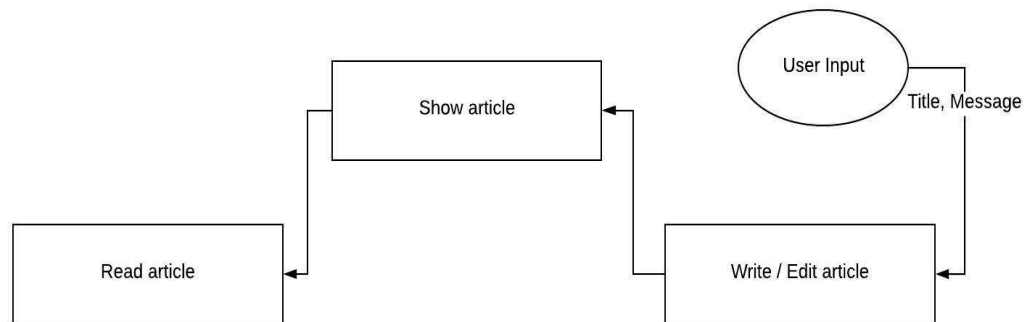 User Input
Title, Message
Show article
Read article
Write / Edit article